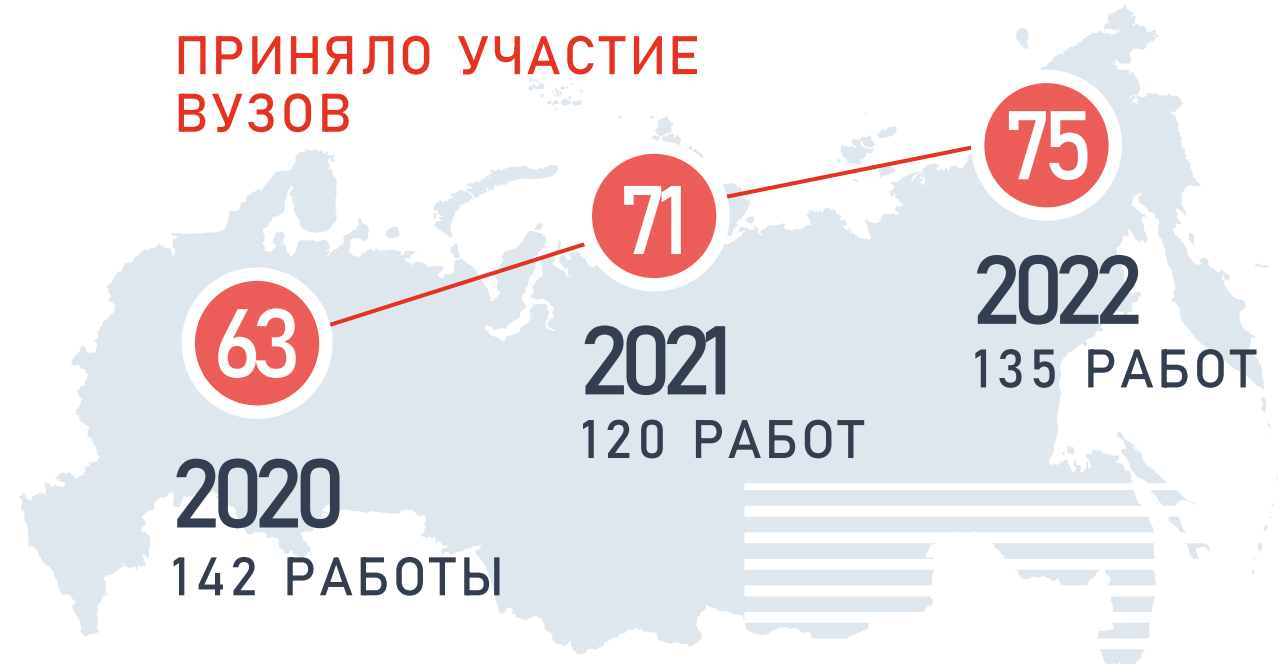 ПРИНЯЛО УЧАСТИЕ
ВУЗОВ
63
2020
142 РАБОТЫ
71
2021
120 РАБОТ
75
2022
135 РАБОТ